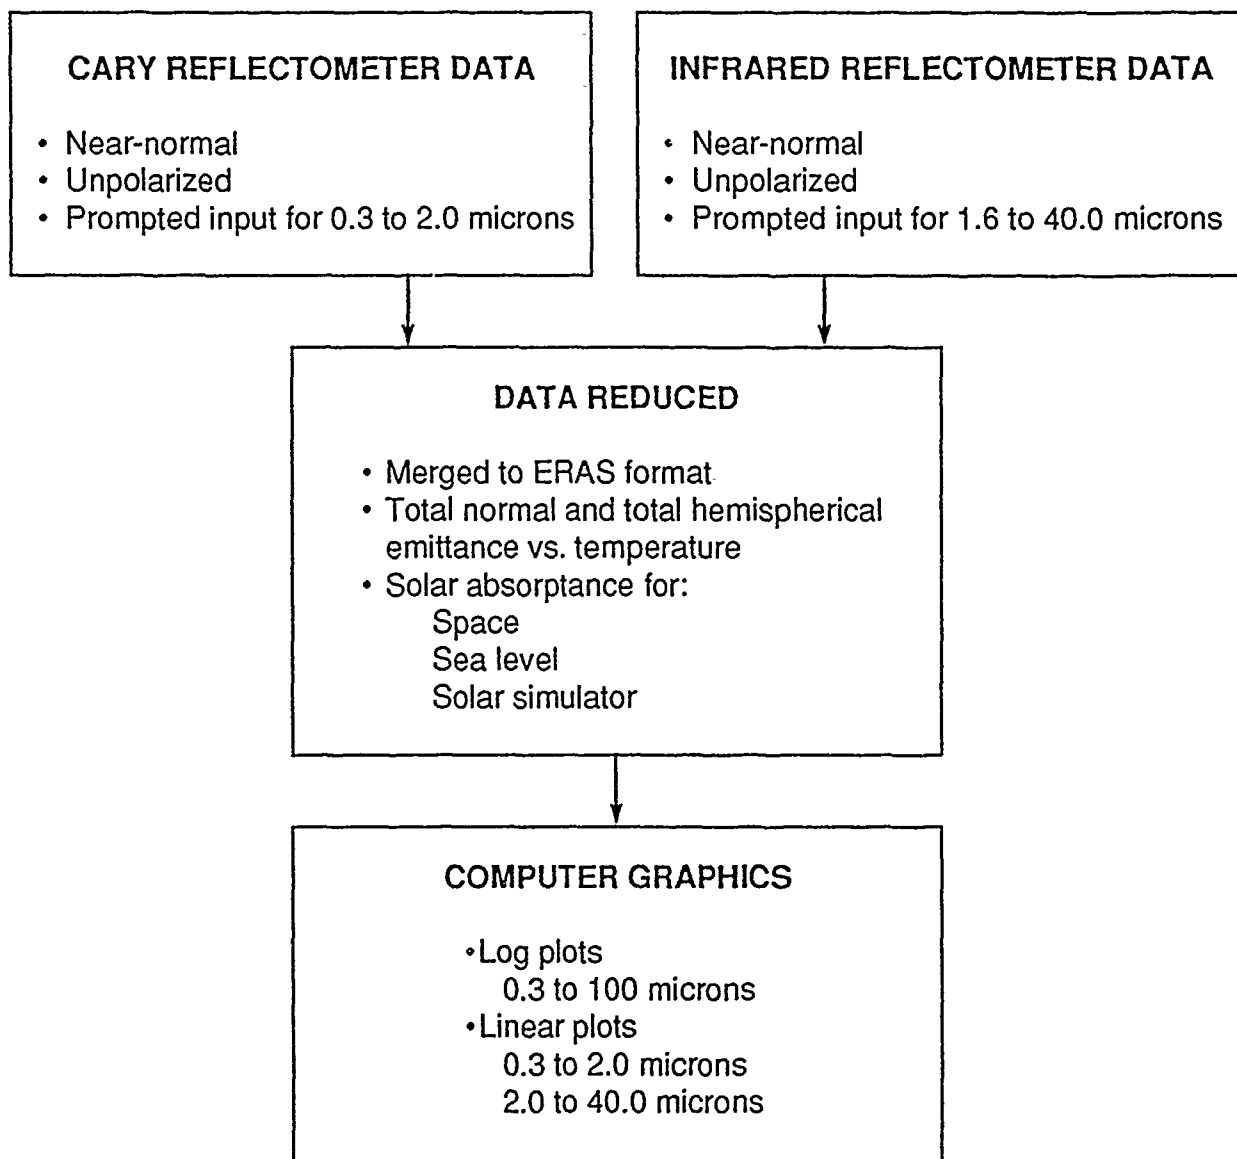 CARY REFLECTOMETER DATA
• Near-normal
• Unpolarized
• Prompted input for 0.3 to 2.0 microns
INFRARED REFLECTOMETER DATA
• Near-normal
• Unpolarized
• Prompted input for 1.6 to 40.0 microns
DATA REDUCED
• Merged to ERAS format
• Total normal and total hemispherical
emittance vs. temperature
• Solar absorptance for:
Space
Sea level
Solar simulator
COMPUTER GRAPHICS
•Log plots
0.3 to 100 microns
•Linear plots
0.3 to 2.0 microns
2.0 to 40.0 microns